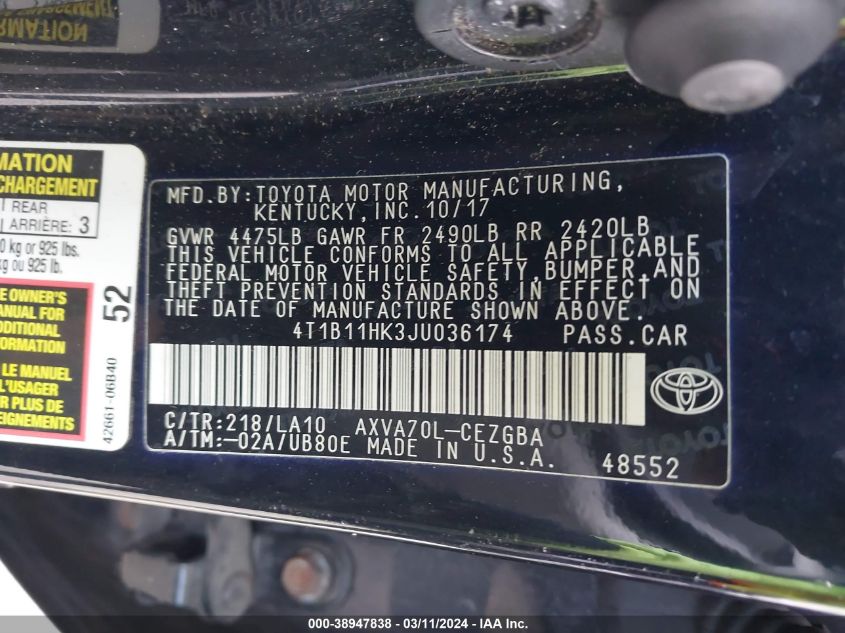 RMATION
MATION
CHARGEMENT
REAR
ARRIÈRE: 3
0 kg or 925 lbs.
kg ou 925 lb.
E OWNER'S
MANUAL FOR
ADDITIONAL
FORMATION
LE MANUEL
L'USAGER
R PLUS DE
EIGNEMENTS
52
42661-06B40
MFD.BY:TOYOTA MOTOR MANUFACTURING,
KENTUCKY,INC.10/17
GVWR 4475LB GAWR FR 2490LB RR 2420LB
THIS VEHICLE CONFORMS TO ALL APPLICABLE
FEDERAL MOTOR VEHICLE SAFETY,BUMPER,AND
THEFT PREVENTION STANDARDS IN EFFECT ON
THE DATE OF MANUFACTURE SHOWN ABOVE.
4T1B11HK3JU036174 PASS.CAR
C/TR:218/LA10 AXVA70L-CEZGBA
A/TM:-02A/UB80E MADE IN U.S.A.
48552
000-38947838 - 03/11/2024 - IAA Inc.